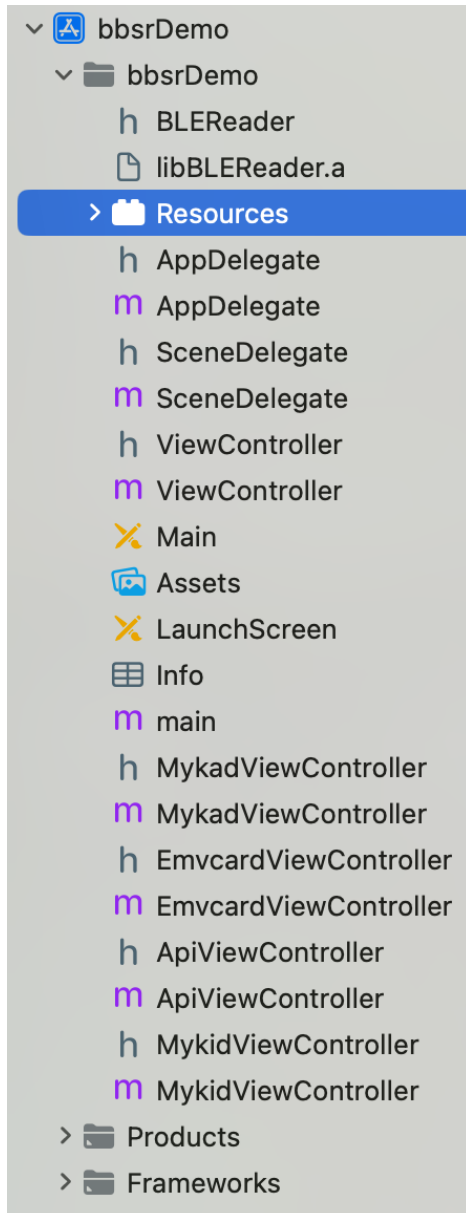 bbsrDemo
bbsrDemo
h BLEReader
libBLEReader.a
Resources
h AppDelegate
m AppDelegate
h SceneDelegate
m SceneDelegate
h ViewController
m ViewController
Main
Assets
LaunchScreen
Info
m main
h MykadViewController
m MykadViewController
h EmvcardViewController
m EmvcardViewController
h ApiViewController
m ApiViewController
h MykidViewController
m MykidViewController
Products
Frameworks